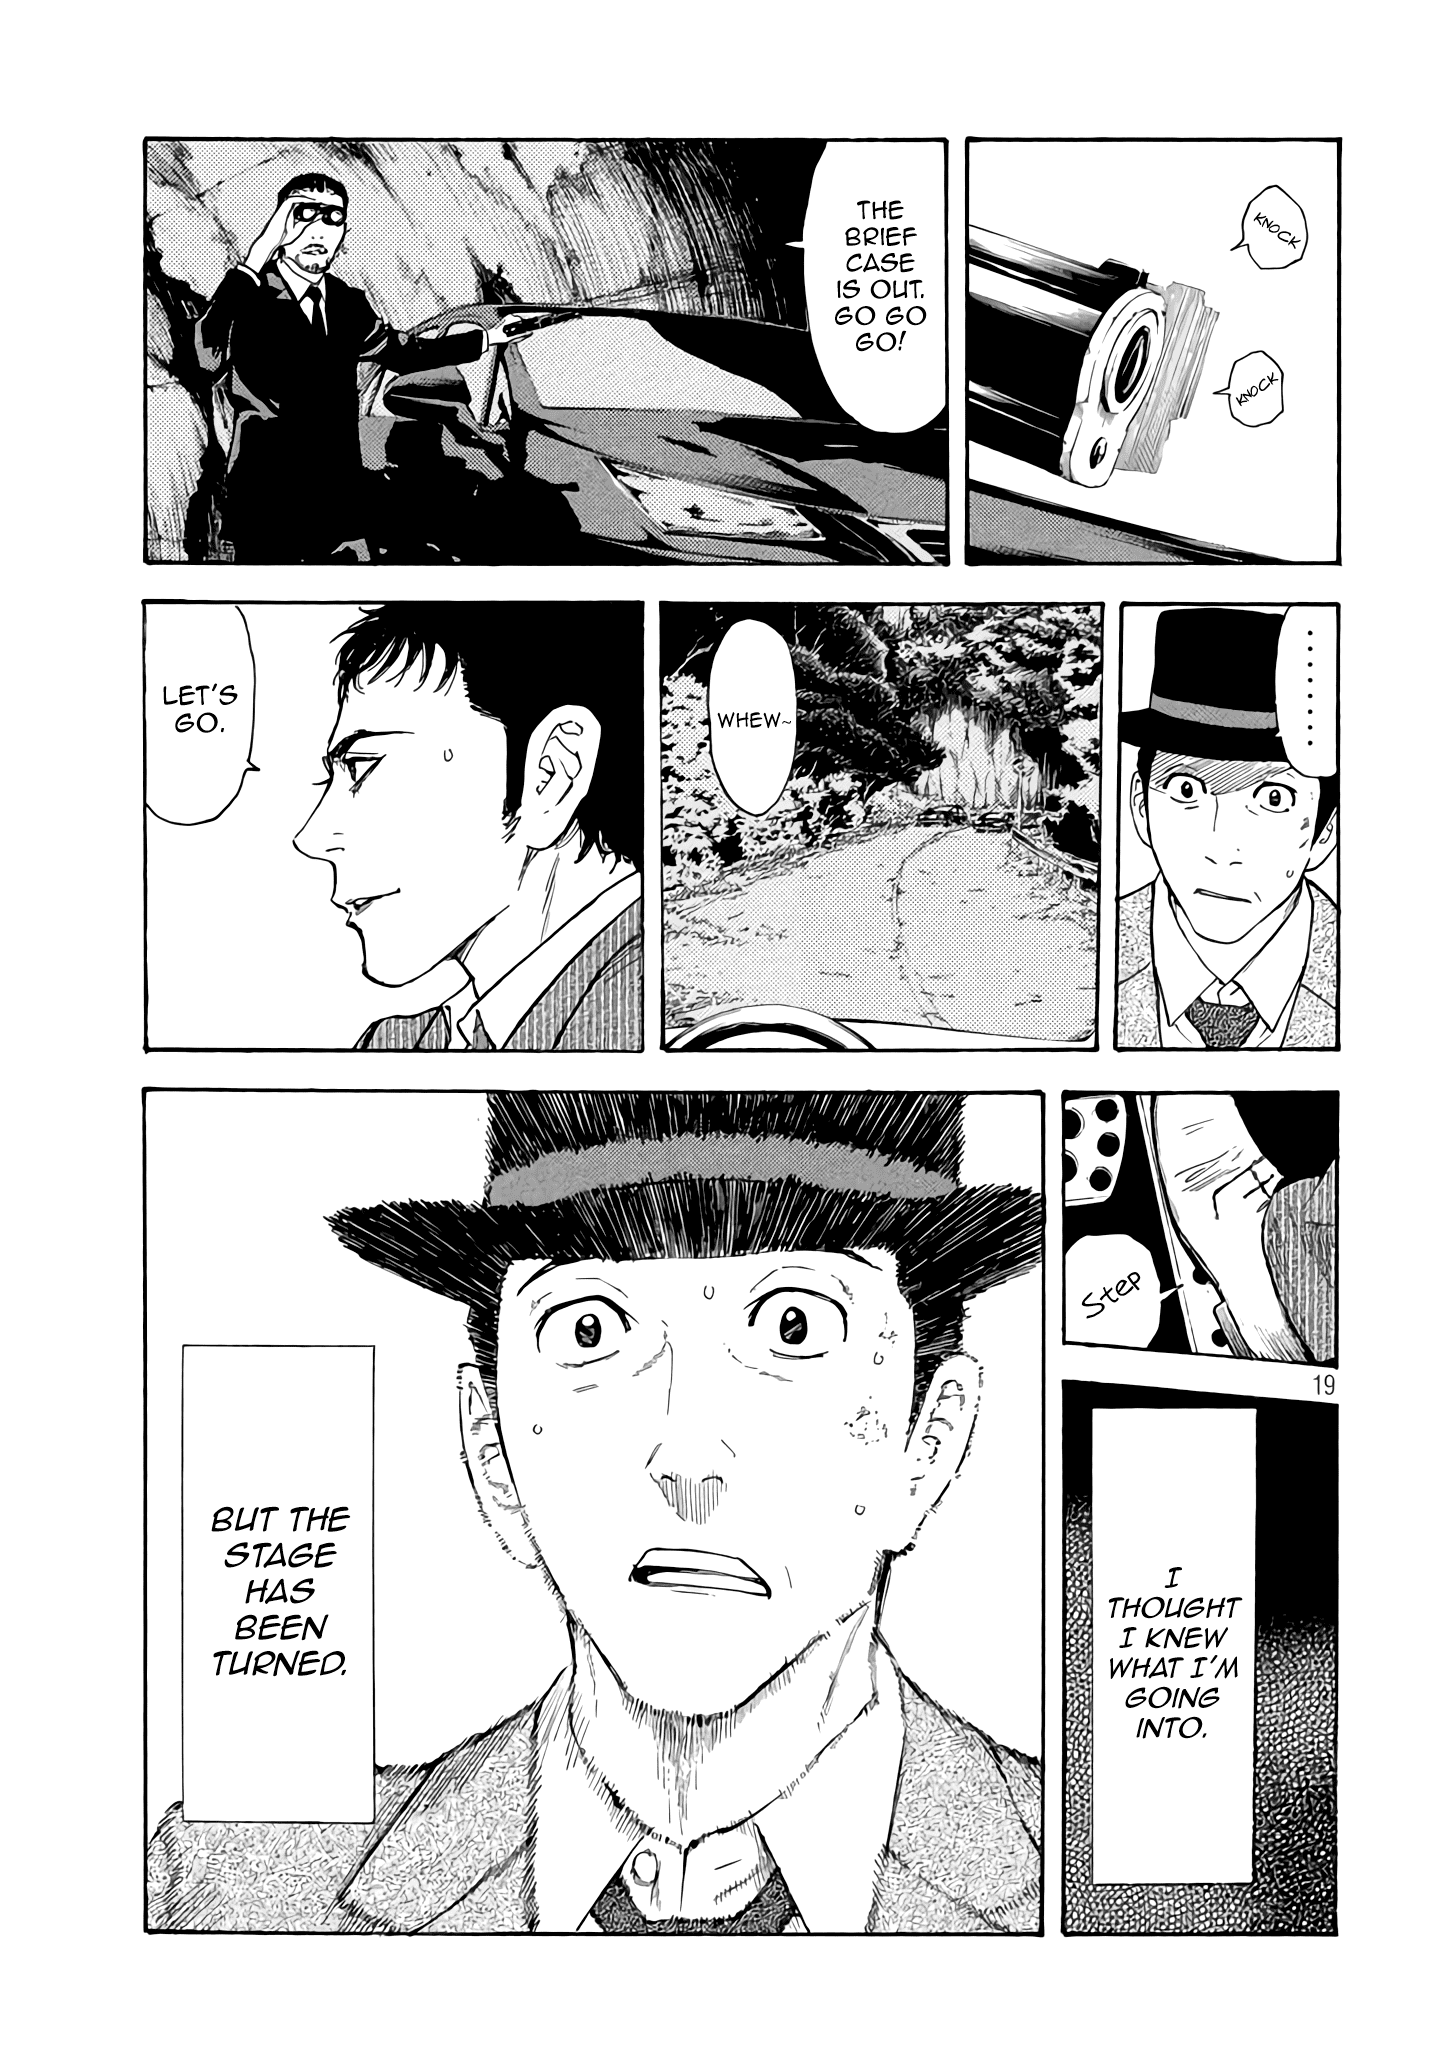 KNOCK
KNOCK
THE
BRIEF
CASE
IS OUT.
GO GO
GO!
........
WHEW~
LET'S
GO.
Step
19
I
THOUGHT
I KNEW
WHAT I'M
GOING
INTO.
BUT THE
STAGE
HAS
BEEN
TURNED.